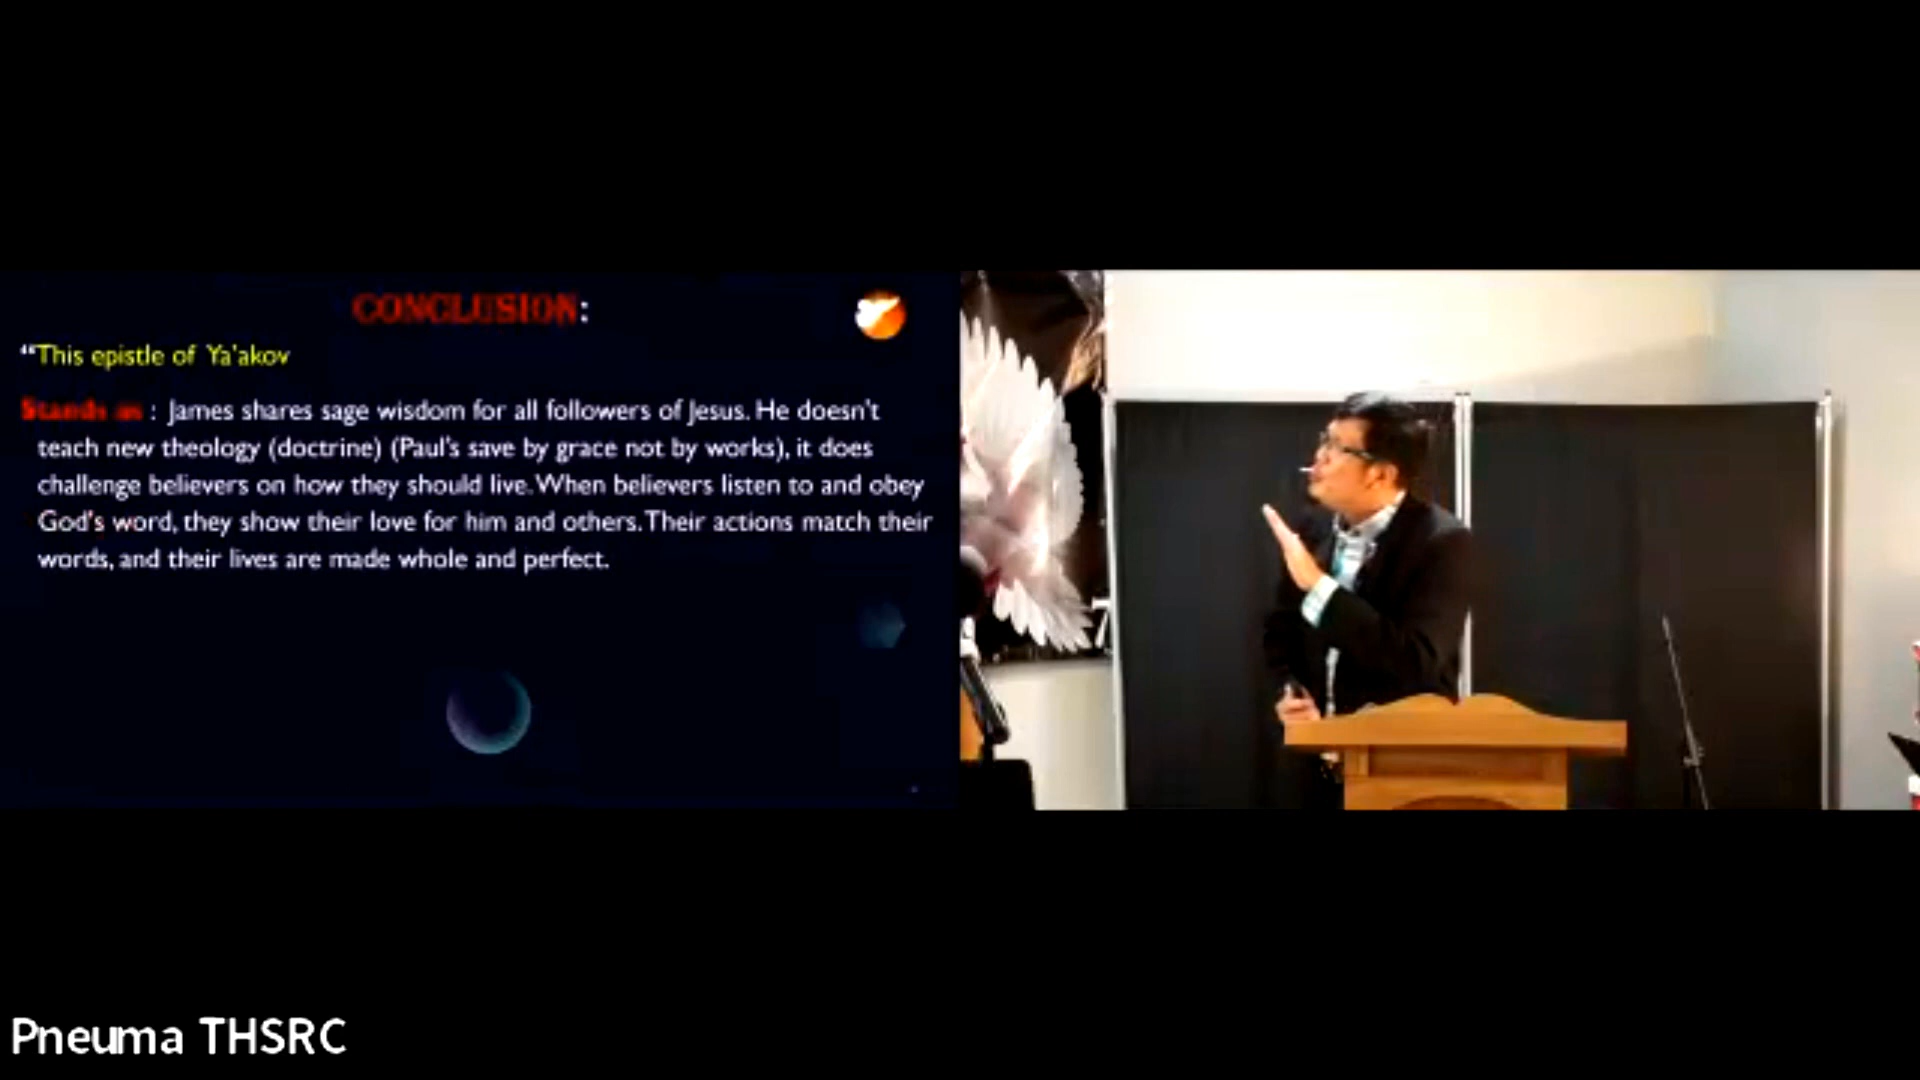 CONCLUSION:
“This epistle of Ya'akov
Stands as : James shares sage wisdom for all followers of Jesus. He doesn't
teach new theology (doctrine) (Paul's save by grace not by works), it does
challenge believers on how they should live. When believers listen to and obey
God's word, they show their love for him and others. Their actions match their
words, and their lives are made whole and perfect.
Pneuma THSRC